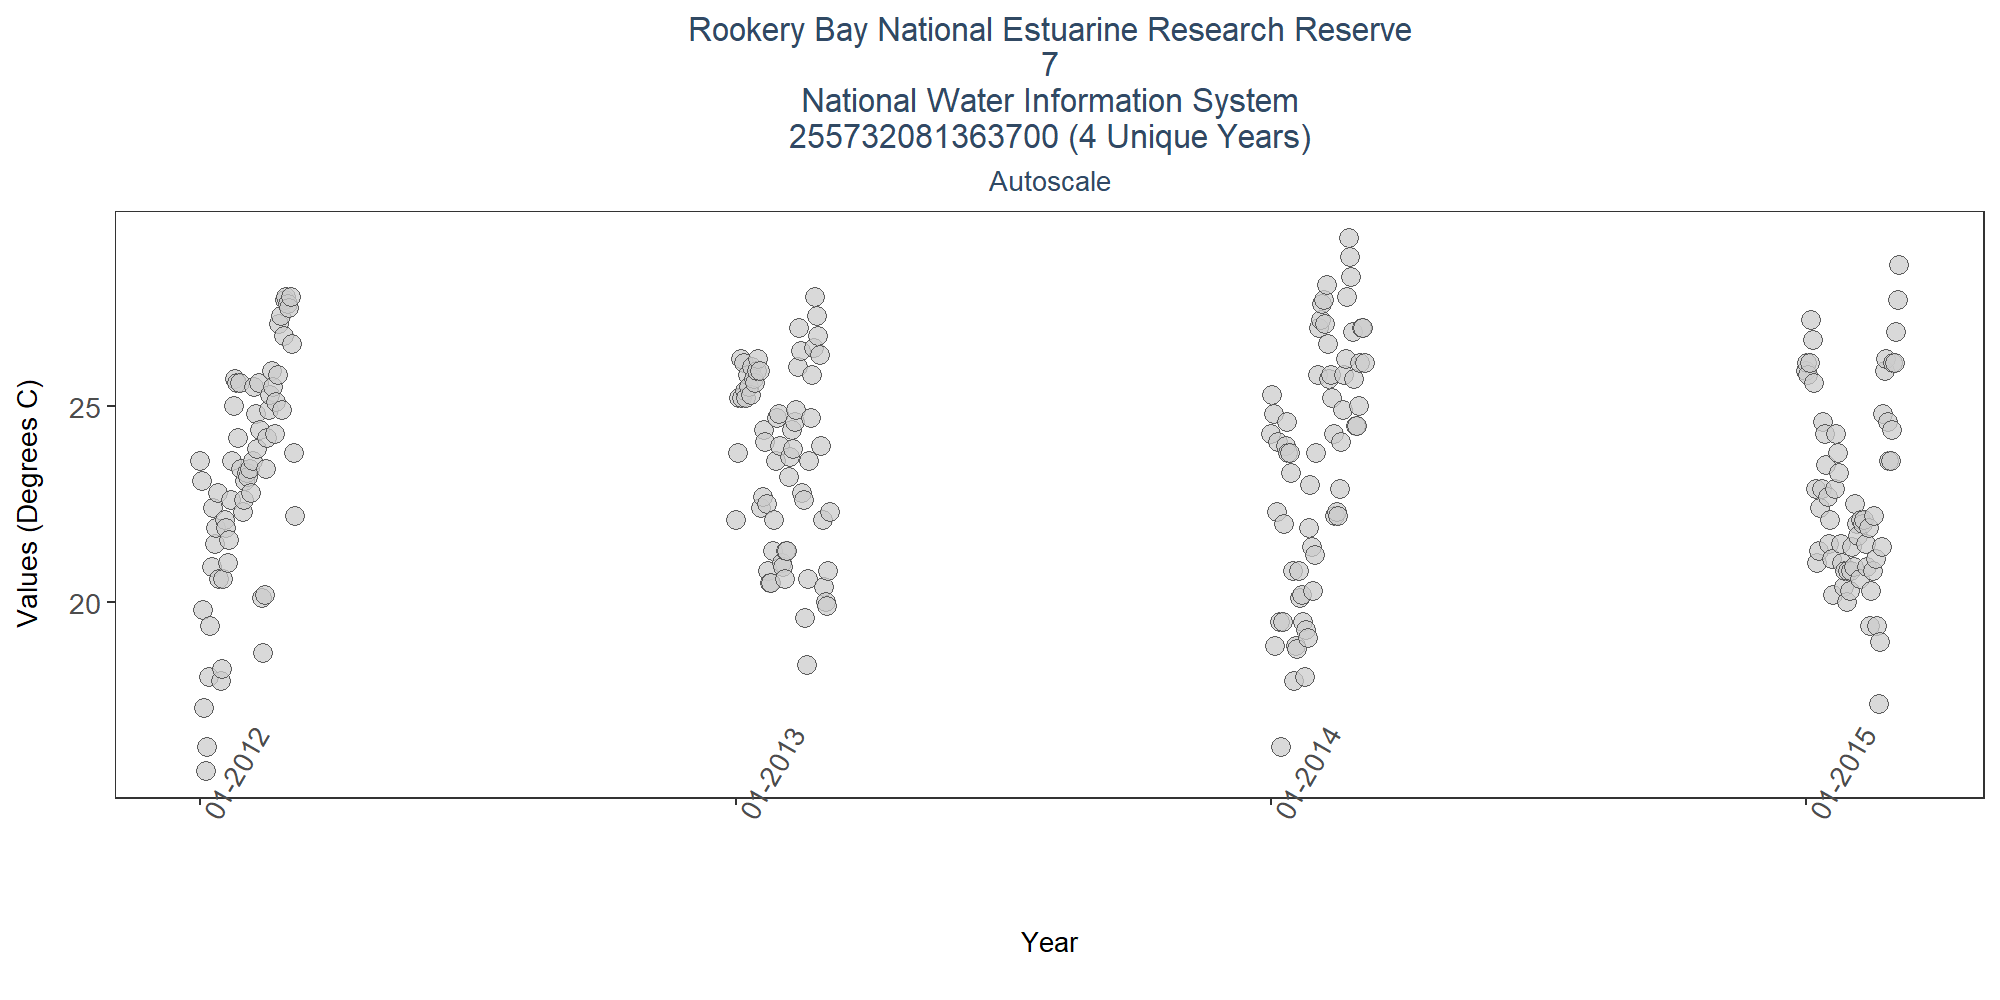 Rookery Bay National Estuarine Research Reserve
7
National Water Information System
255732081363700 (4 Unique Years)
Autoscale
Values (Degrees C)
25
20
01-2012
01-2013
01-2014
01-2015
Year